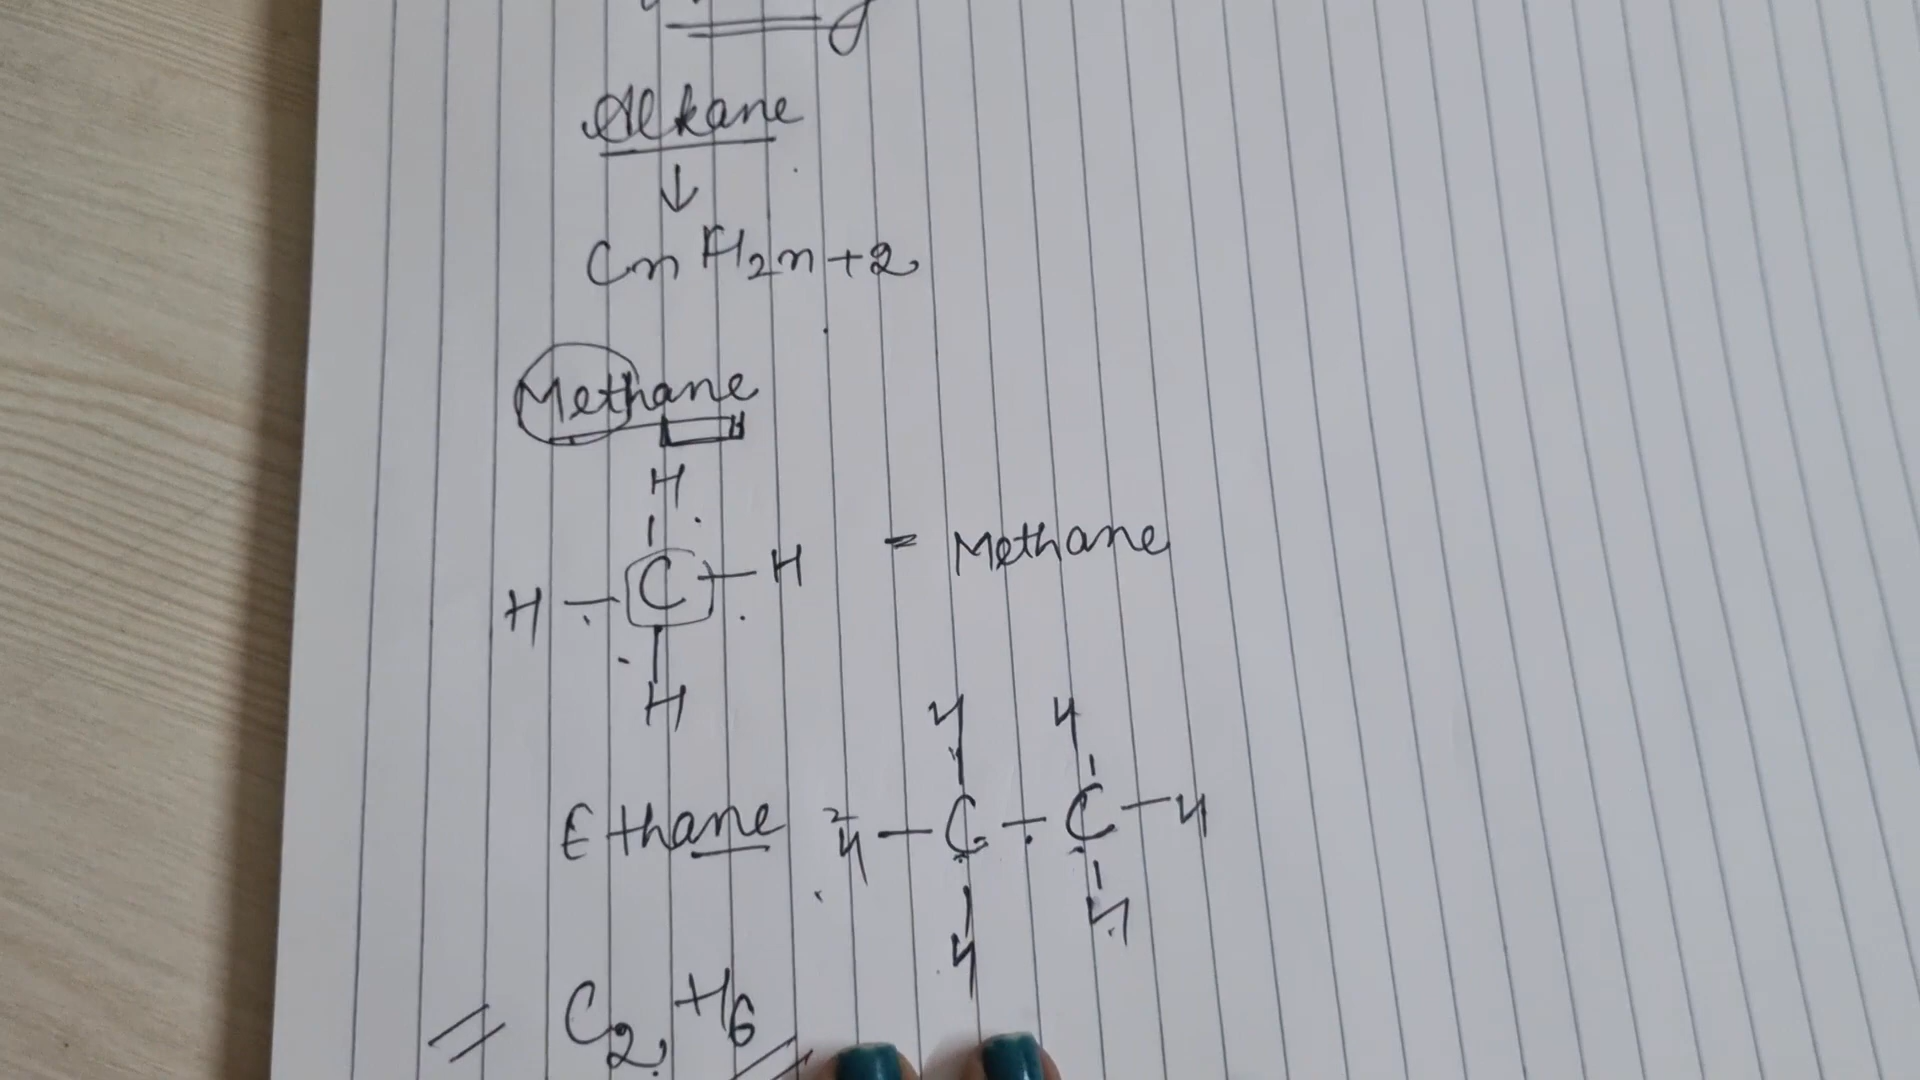 Alkane
↓
CnH2n+2
Methane
H
H - C - H = Methane
H
H H
Ethane H - C - C - H
H H
= C2H6